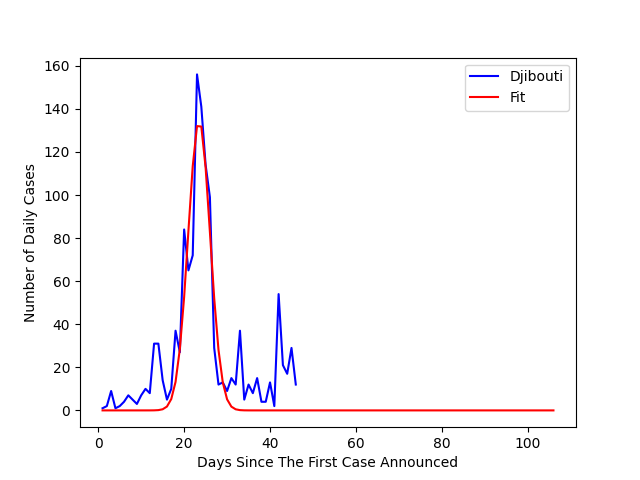 160
140
120
100
80
60
40
20
0
Number of Daily Cases
Djibouti
Fit
0 20 40 60 80 100
Days Since The First Case Announced